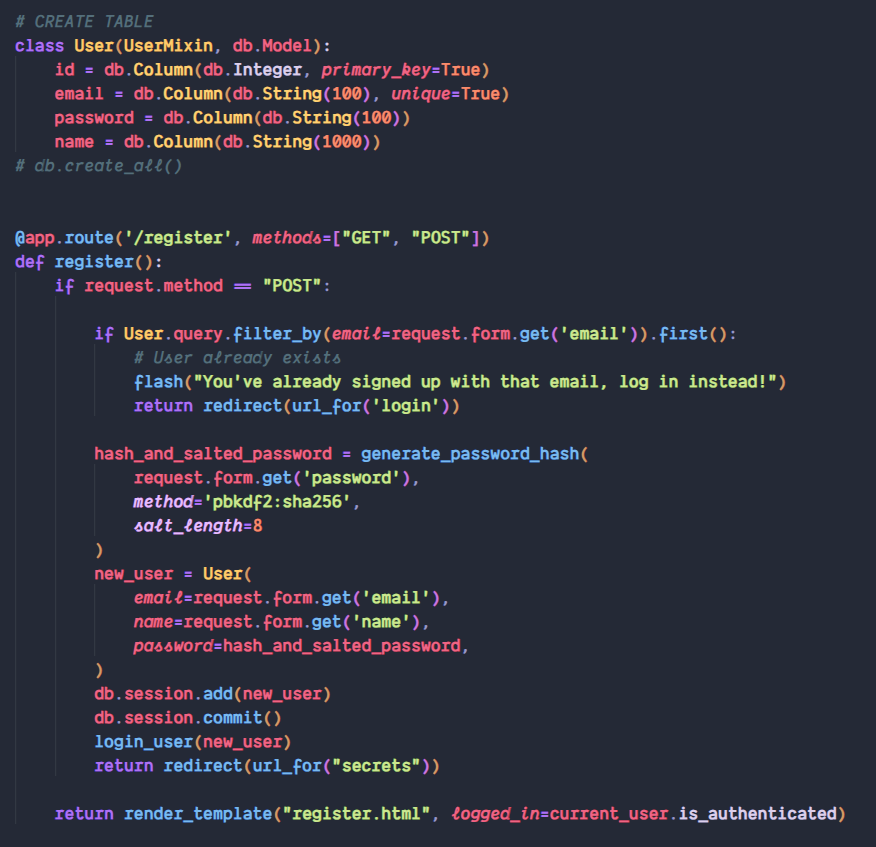 # CREATE TABLE
class User(UserMixin, db.Model):
    id = db.Column(db.Integer, primary_key=True)
    email = db.Column(db.String(100), unique=True)
    password = db.Column(db.String(100))
    name = db.Column(db.String(1000))
# db.create_all()
@app.route('/register', methods=["GET", "POST"])
def register():
    if request.method == "POST":
        if User.query.filter_by(email=request.form.get('email')).first():
            # User already exists
            flash("You've already signed up with that email, log in instead!")
            return redirect(url_for('login'))
        hash_and_salted_password = generate_password_hash(
            request.form.get('password'),
            method='pbkdf2:sha256',
            salt_length=8
        )
        new_user = User(
            email=request.form.get('email'),
            name=request.form.get('name'),
            password=hash_and_salted_password,
        )
        db.session.add(new_user)
        db.session.commit()
        login_user(new_user)
        return redirect(url_for("secrets"))
    return render_template("register.html", logged_in=current_user.is_authenticated)